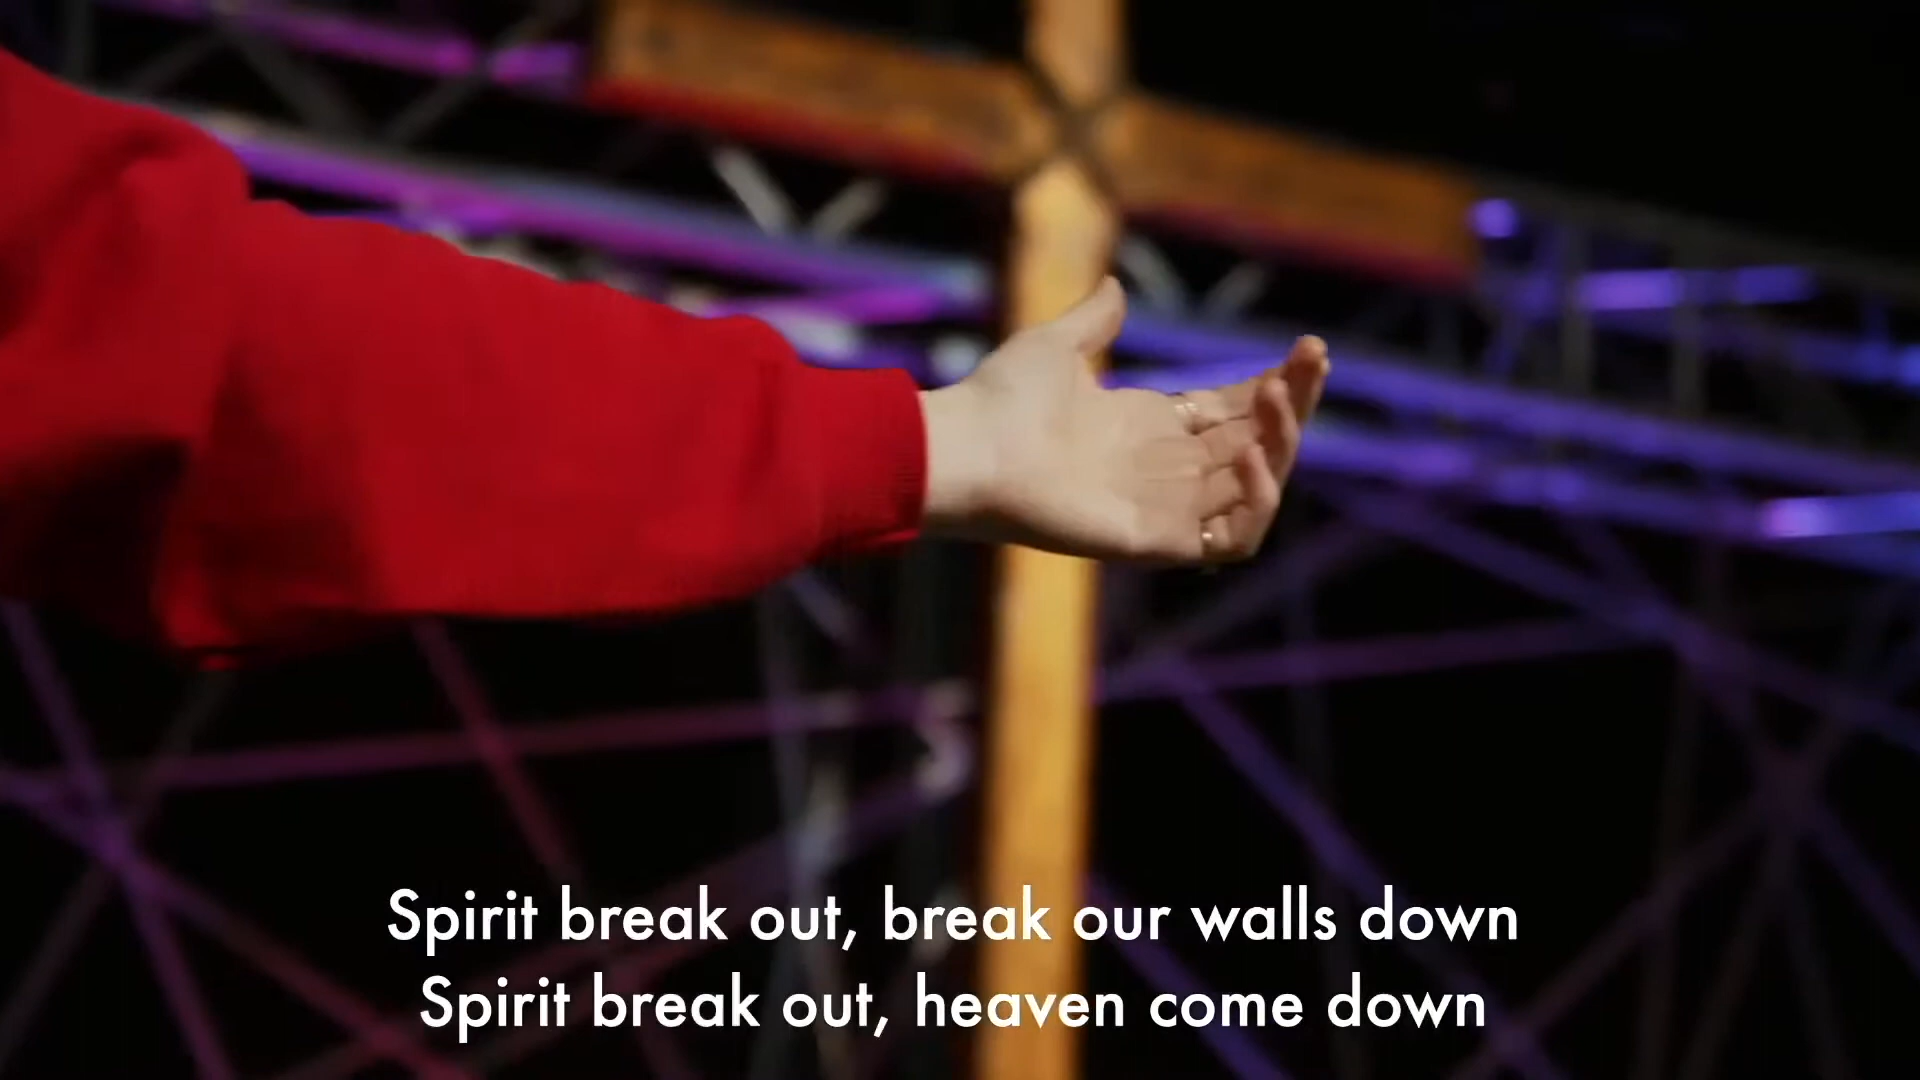 Spirit break out, break our walls down
Spirit break out, heaven come down